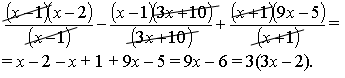 (x−1)(x−2)/(x−1) − (x−1)(3x+10)/(3x+10) + (x+1)(9x−5)/(x+1) =
= x − 2 − x + 1 + 9x − 5 = 9x − 6 = 3(3x − 2).